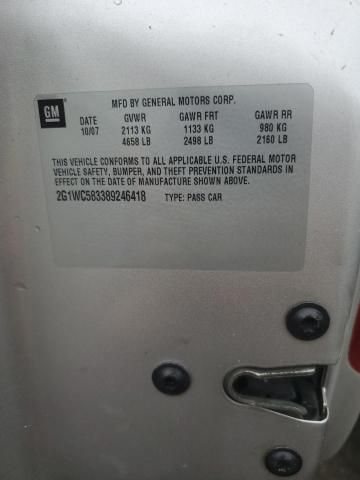 GM
MFD BY GENERAL MOTORS CORP.
DATE GVWR GAWR FRT GAWR RR
10/07 2113 KG 1133 KG 980 KG
4658 LB 2498 LB 2160 LB
THIS VEHICLE CONFORMS TO ALL APPLICABLE U.S. FEDERAL MOTOR
VEHICLE SAFETY, BUMPER, AND THEFT PREVENTION STANDARDS
IN EFFECT ON THE DATE OF MANUFACTURE SHOWN ABOVE.
2G1WC583389246418 TYPE: PASS CAR